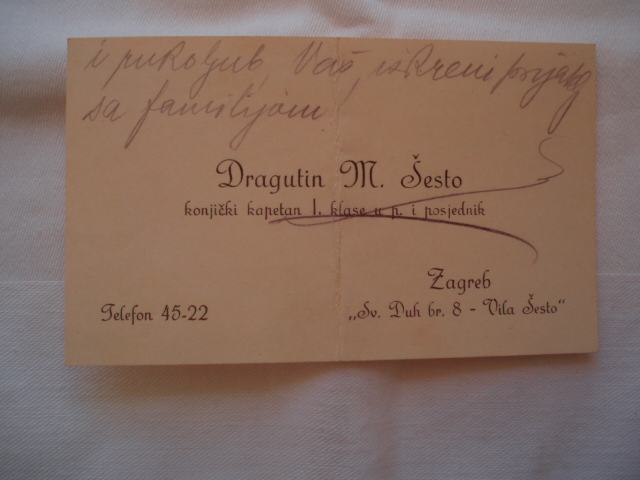 i rukoljub, Vaš iskreni prijatelj
sa familijom!
Dragutin M. Šesto
konjički kapetan I. klase u p. i posjednik
Zagreb
Telefon 45-22
„Sv. Duh br. 8 - Vila Šesto“